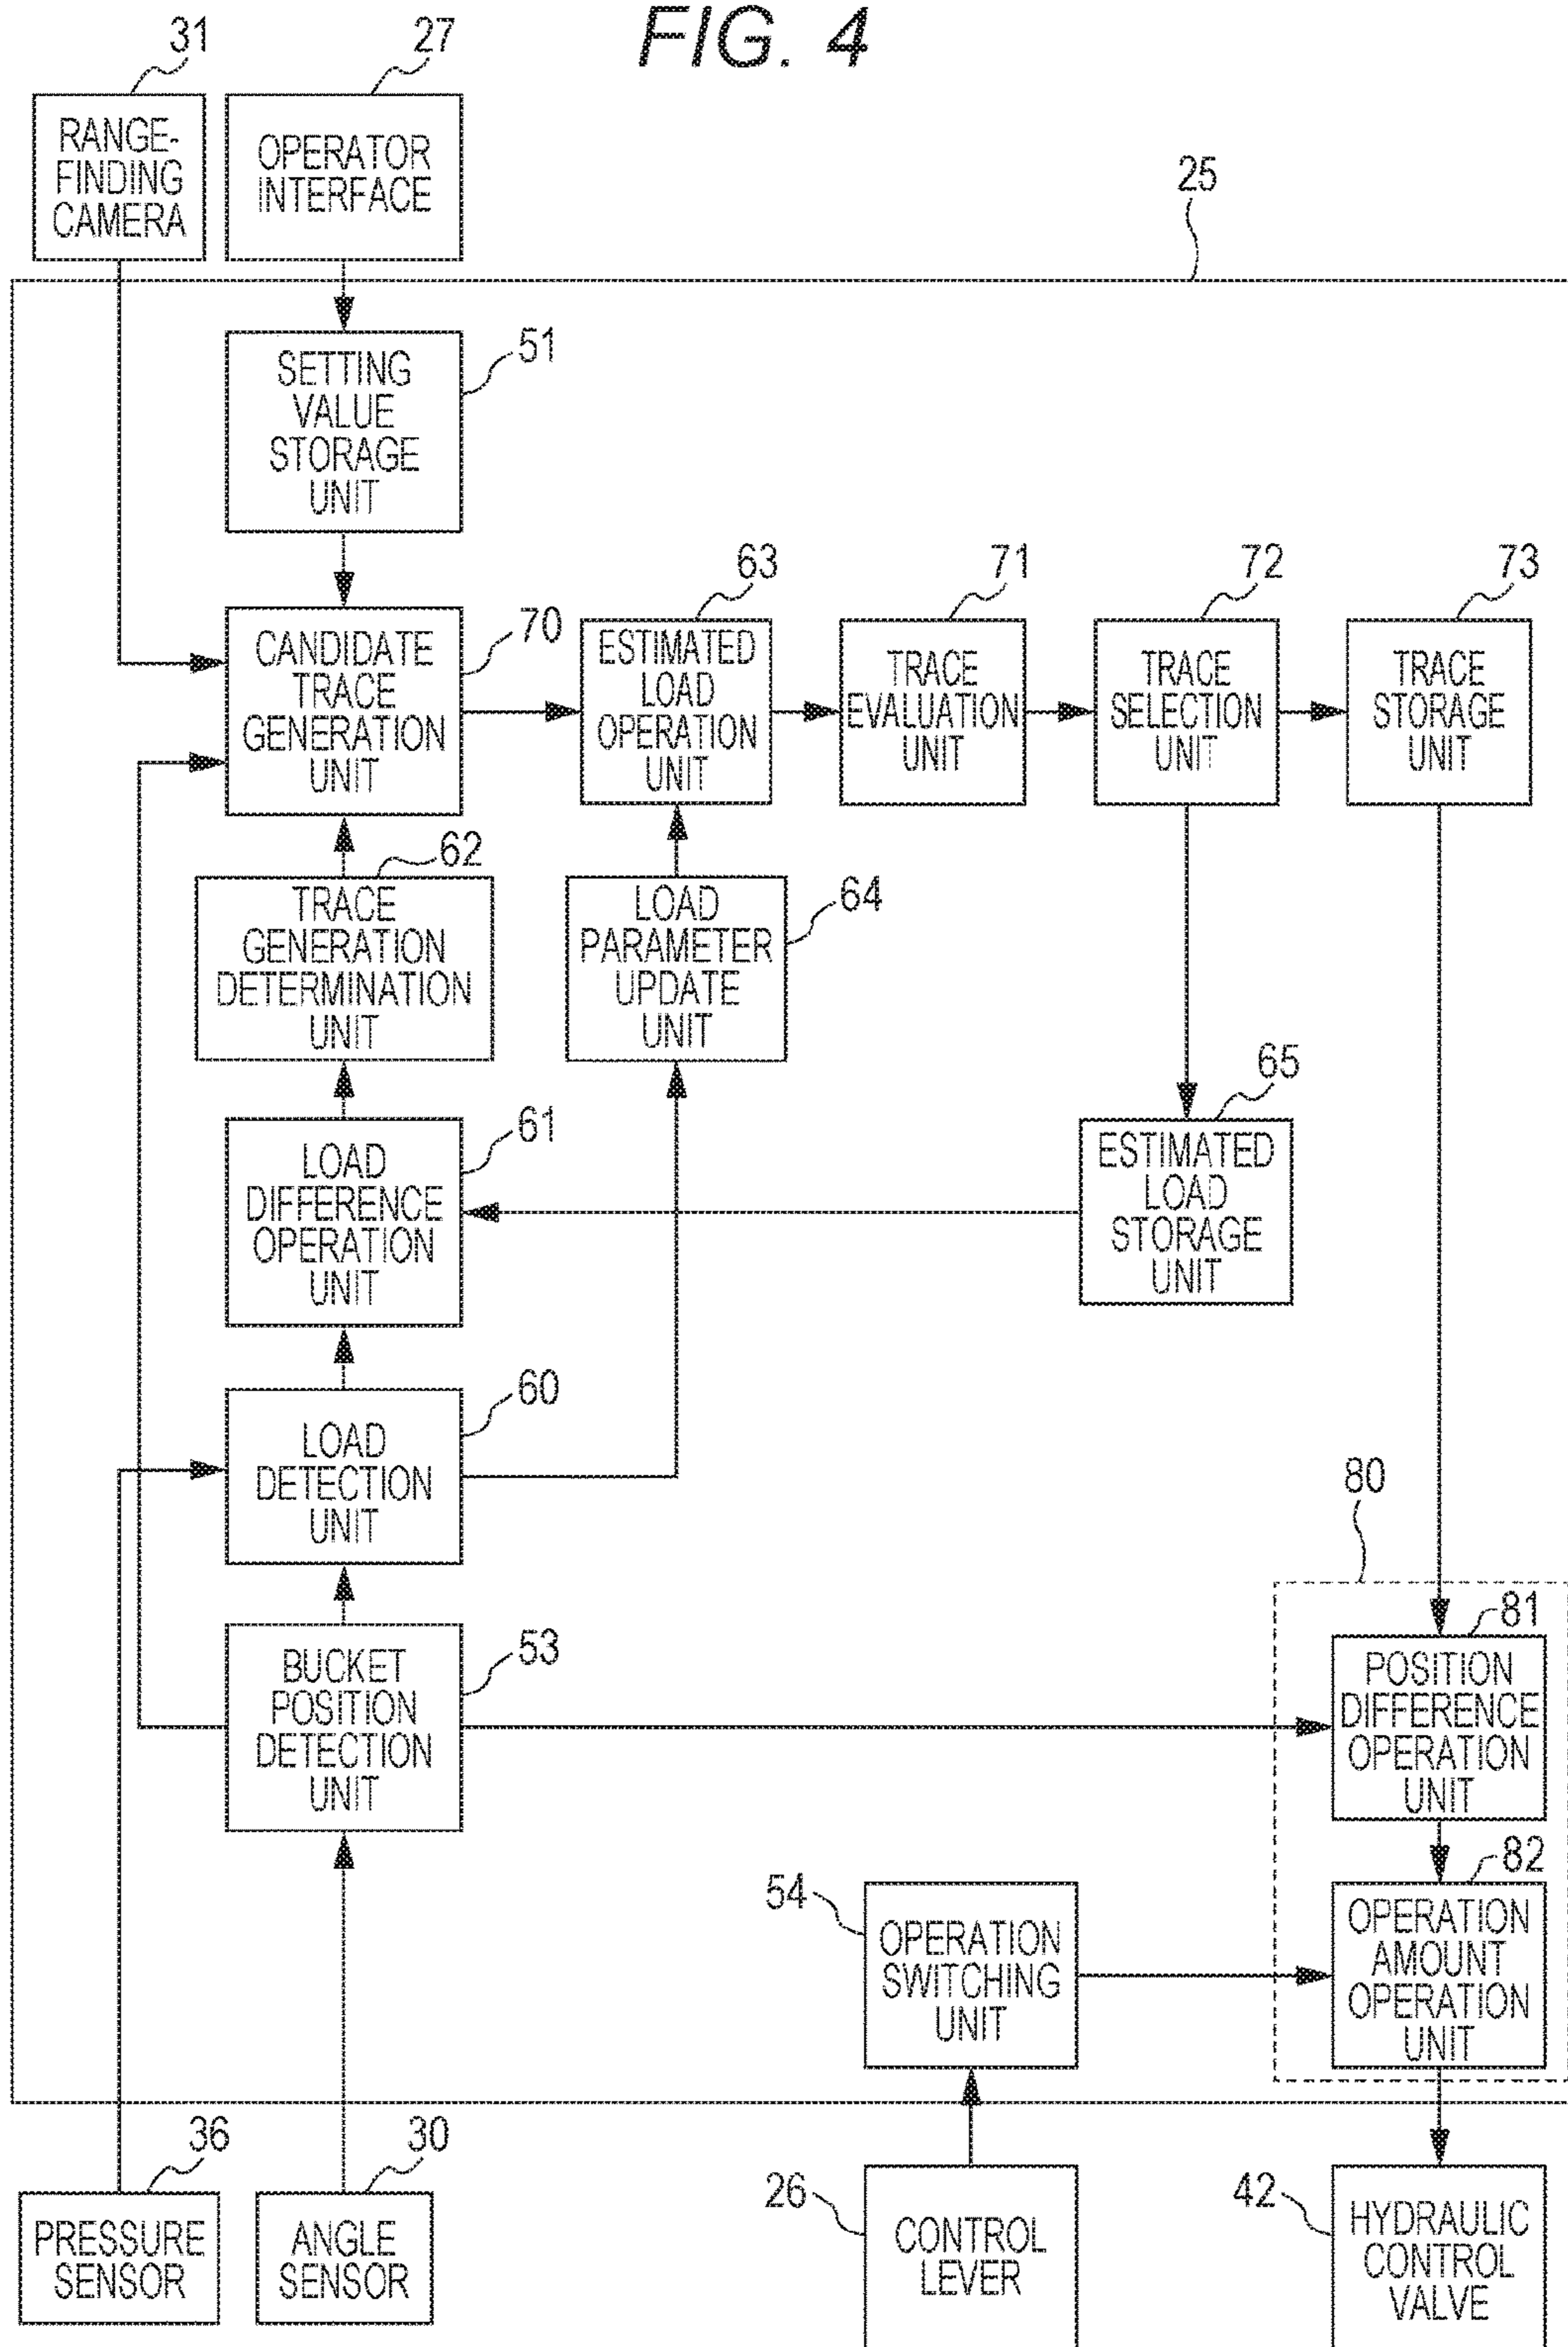 FIG. 4
31
27
RANGE-
FINDING
CAMERA
OPERATOR
INTERFACE
25
51
SETTING
VALUE
STORAGE
UNIT
63
71
72
73
70
CANDIDATE
TRACE
GENERATION
UNIT
ESTIMATED
LOAD
OPERATION
UNIT
TRACE
EVALUATION
UNIT
TRACE
SELECTION
UNIT
TRACE
STORAGE
UNIT
62
TRACE
GENERATION
DETERMINATION
UNIT
LOAD
PARAMETER
UPDATE
UNIT
64
65
61
LOAD
DIFFERENCE
OPERATION
UNIT
ESTIMATED
LOAD
STORAGE
UNIT
60
LOAD
DETECTION
UNIT
80
81
53
BUCKET
POSITION
DETECTION
UNIT
POSITION
DIFFERENCE
OPERATION
UNIT
82
54
OPERATION
SWITCHING
UNIT
OPERATION
AMOUNT
OPERATION
UNIT
36
30
26
42
PRESSURE
SENSOR
ANGLE
SENSOR
CONTROL
LEVER
HYDRAULIC
CONTROL
VALVE